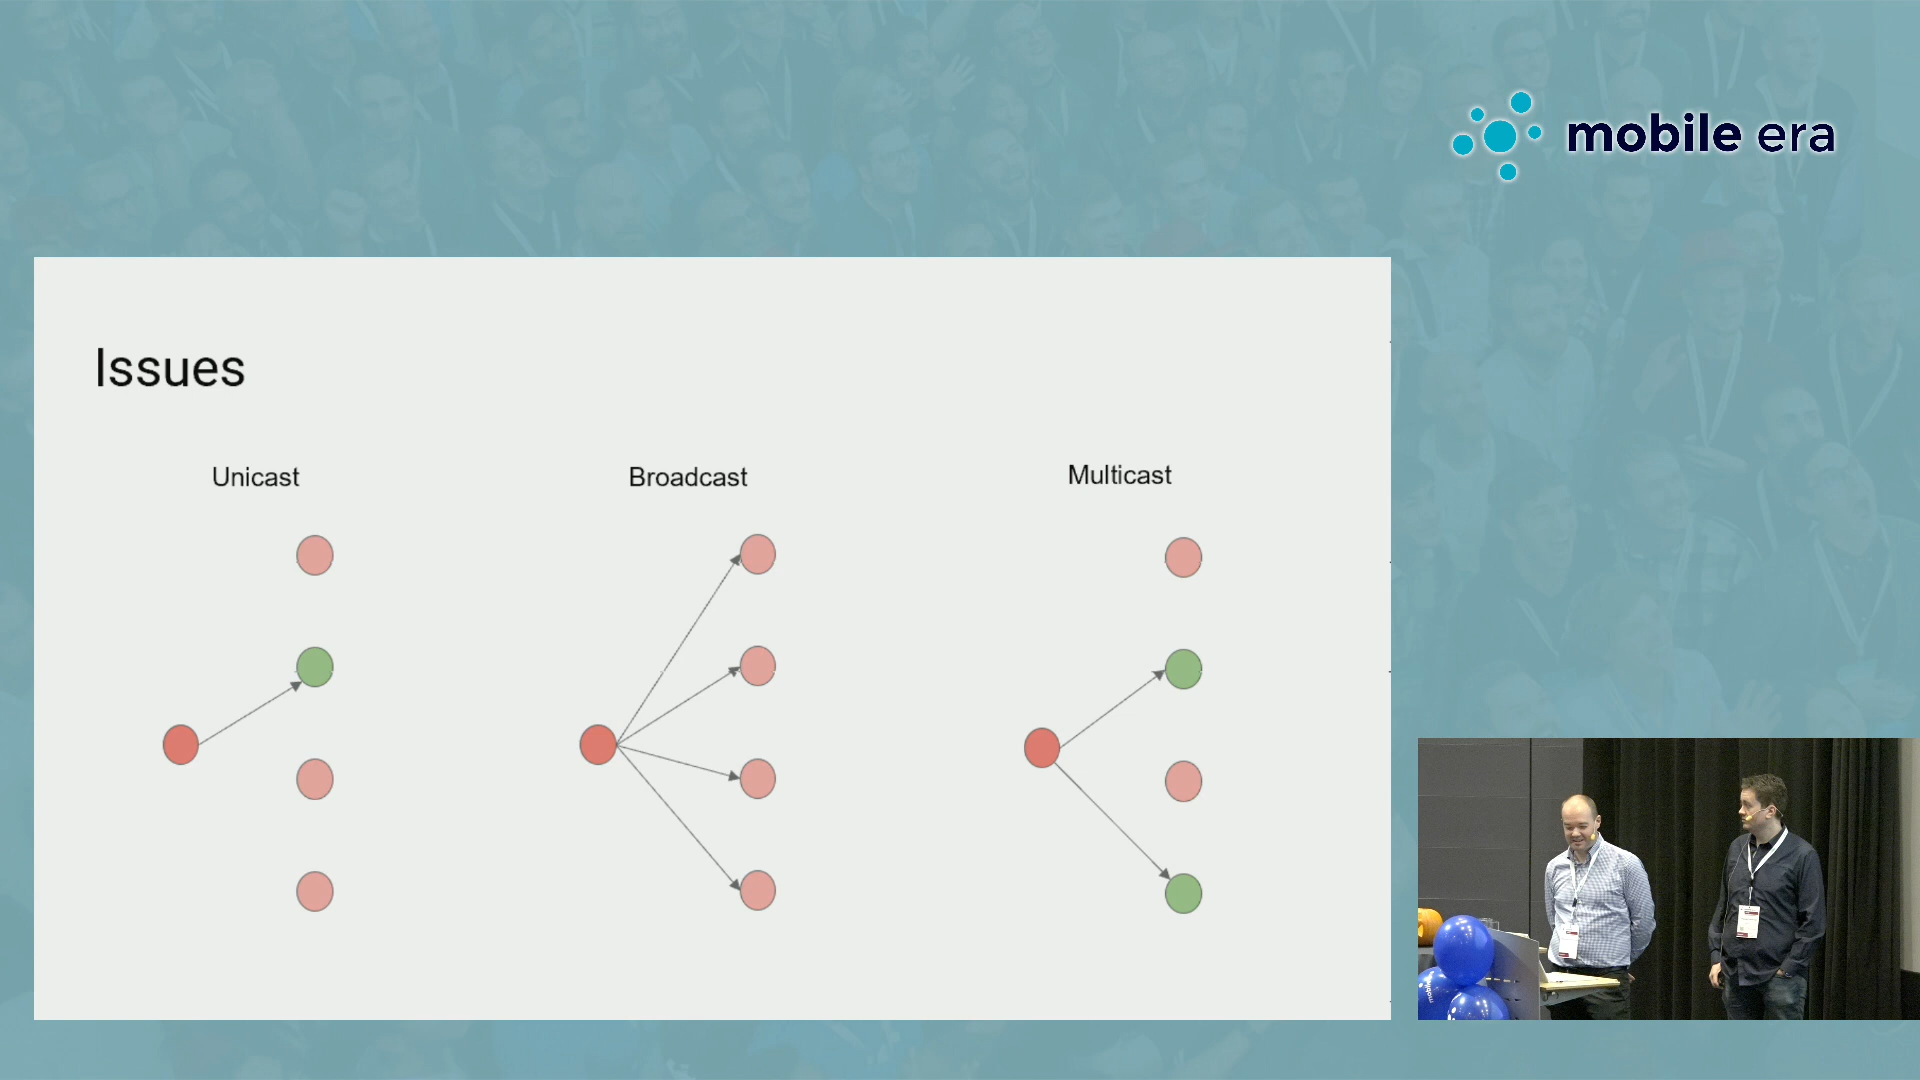 mobile era
Issues
Unicast
Broadcast
Multicast